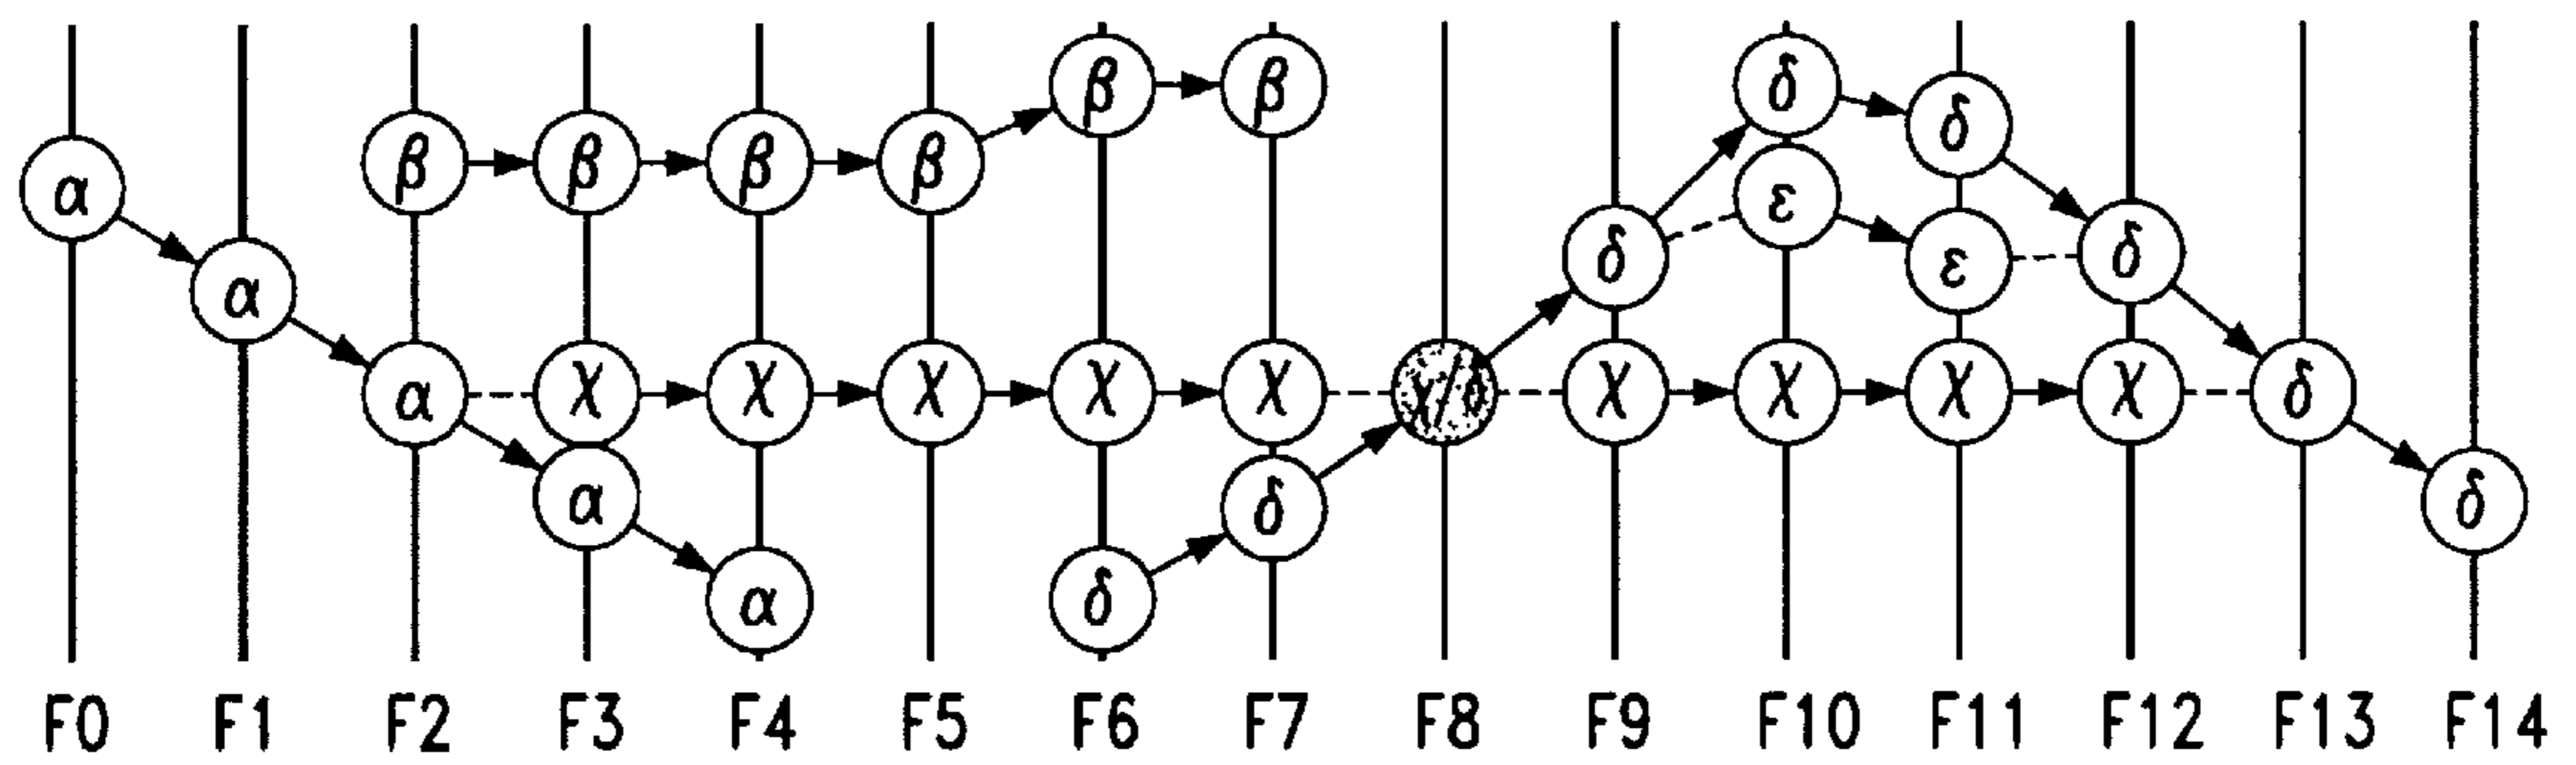 β β δ
δ
β β β β
α ε
δ ε δ
α
α χ χ χ χ χ χ/δ χ χ χ χ δ
α δ δ
α δ
F0 F1 F2 F3 F4 F5 F6 F7 F8 F9 F10 F11 F12 F13 F14